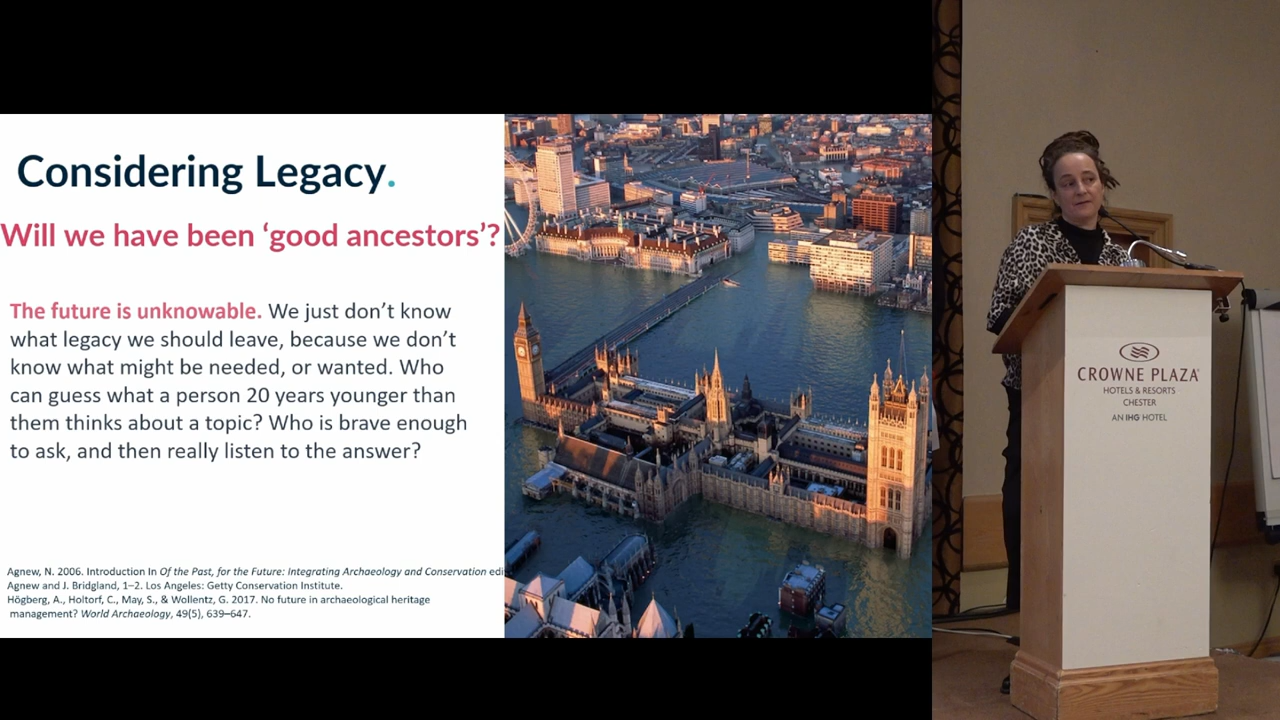 Considering Legacy.
Will we have been ‘good ancestors’?
The future is unknowable. We just don’t know
what legacy we should leave, because we don’t
know what might be needed, or wanted. Who
can guess what a person 20 years younger than
them thinks about a topic? Who is brave enough
to ask, and then really listen to the answer?
Agnew, N. 2006. Introduction In Of the Past, for the Future: Integrating Archaeology and Conservation edi
Agnew and J. Bridgland, 1–2. Los Angeles: Getty Conservation Institute.
Högberg, A., Holtorf, C., May, S., & Wollentz, G. 2017. No future in archaeological heritage
management? World Archaeology, 49(5), 639–647.
CROWNE PLAZA
HOTELS & RESORTS
CHESTER
AN IHG HOTEL